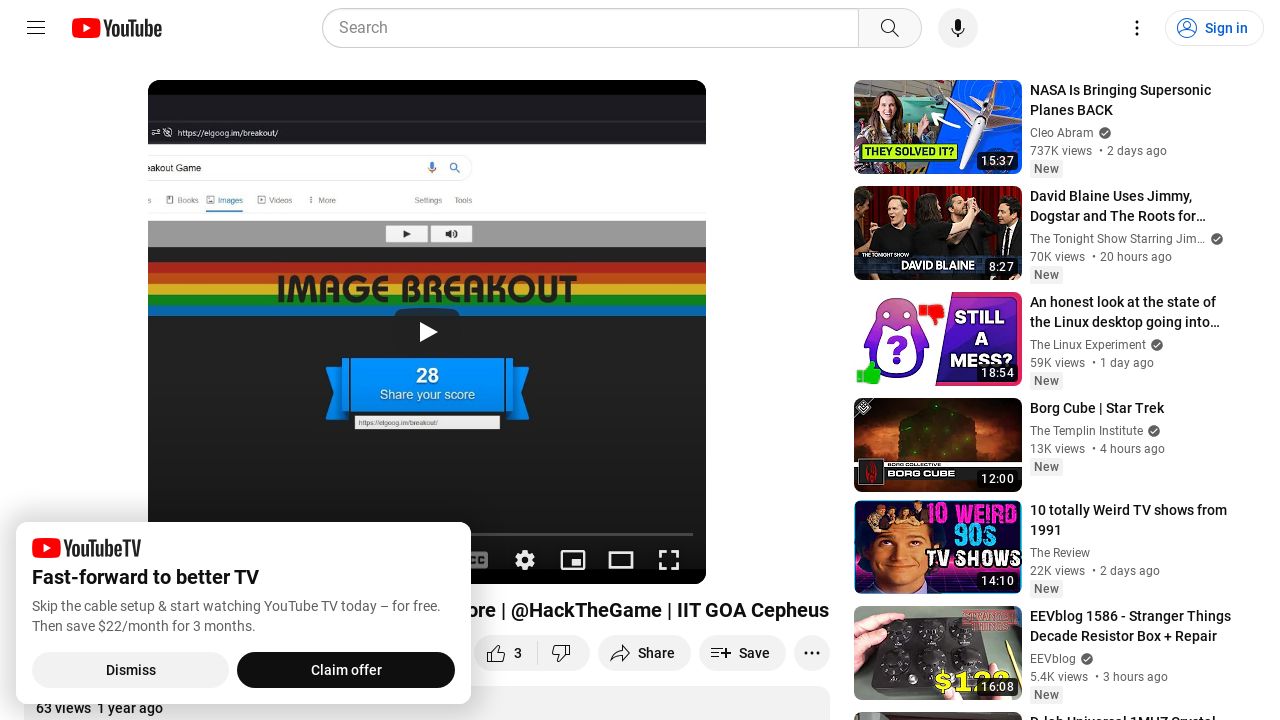 YouTube
Search
Sign in
https://elgoog.im/breakout/
eakout Game
Books
Images
Videos
More
Settings
Tools
IMAGE BREAKOUT
28
Share your score
https://elgoog.im/breakout/
YouTubeTV
Fast-forward to better TV
Skip the cable setup & start watching YouTube TV today – for free.
Then save $22/month for 3 months.
Dismiss
Claim offer
ore | @HackTheGame | IIT GOA Cepheus
3
Share
Save
63 views 1 year ago
THEY SOLVED IT?
15:37
NASA Is Bringing Supersonic
Planes BACK
Cleo Abram
737K views • 2 days ago
New
THE TONIGHT SHOW
DAVID BLAINE
8:27
David Blaine Uses Jimmy,
Dogstar and The Roots for…
The Tonight Show Starring Jim…
70K views • 20 hours ago
New
STILL
A
MESS?
?
18:54
An honest look at the state of
the Linux desktop going into…
The Linux Experiment
59K views • 1 day ago
New
BORG COLLECTIVE
BORG CUBE
12:00
Borg Cube | Star Trek
The Templin Institute
13K views • 4 hours ago
New
10 WEIRD
90S
TV SHOWS
14:10
10 totally Weird TV shows from
1991
The Review
22K views • 2 days ago
New
16:08
EEVblog 1586 - Stranger Things
Decade Resistor Box + Repair
EEVblog
5.4K views • 3 hours ago
New